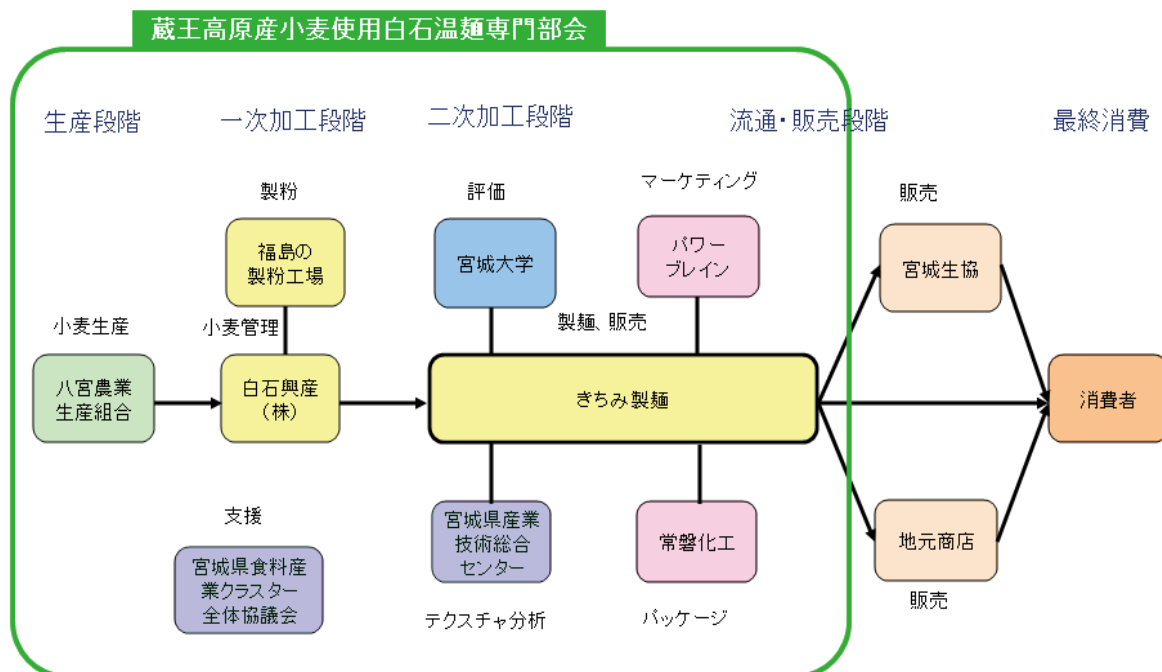 蔵王高原産小麦使用白石温麺専門部会
生産段階
一次加工段階
二次加工段階
流通・販売段階
最終消費
製粉
評価
マーケティング
販売
福島の
製粉工場
宮城大学
パワー
ブレイン
宮城生協
小麦生産
小麦管理
製麺、販売
八宮農業
生産組合
白石興産
(株)
きちみ製麺
消費者
支援
宮城県食料産
業クラスター
全体協議会
宮城県産業
技術総合
センター
常磐化工
地元商店
テクスチャ分析
パッケージ
販売